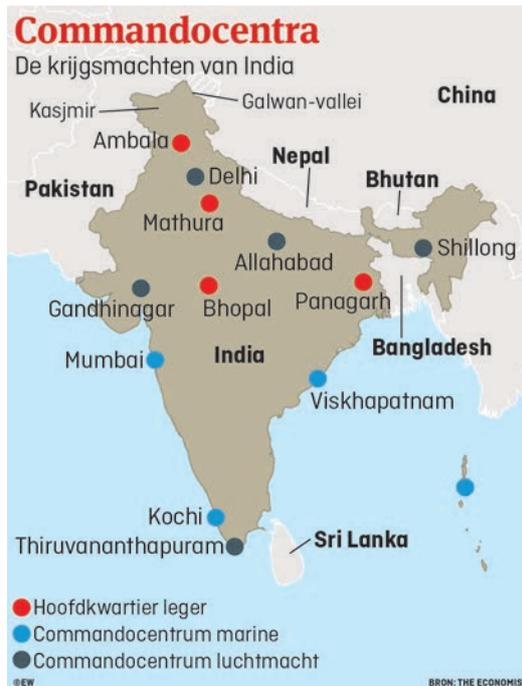 Commandocentra
De krijgsmachten van India
Kasjmir
Galwan-vallei
China
Ambala
Nepal
Pakistan
Delhi
Bhutan
Mathura
Allahabad
Shillong
Gandhinagar
Bhopal
Panagarh
Mumbai
India
Bangladesh
Viskhapatnam
Kochi
Thiruvananthapuram
Sri Lanka
Hoofdkwartier leger
Commandocentrum marine
Commandocentrum luchtmacht
©EW
BRON: THE ECONOMIS